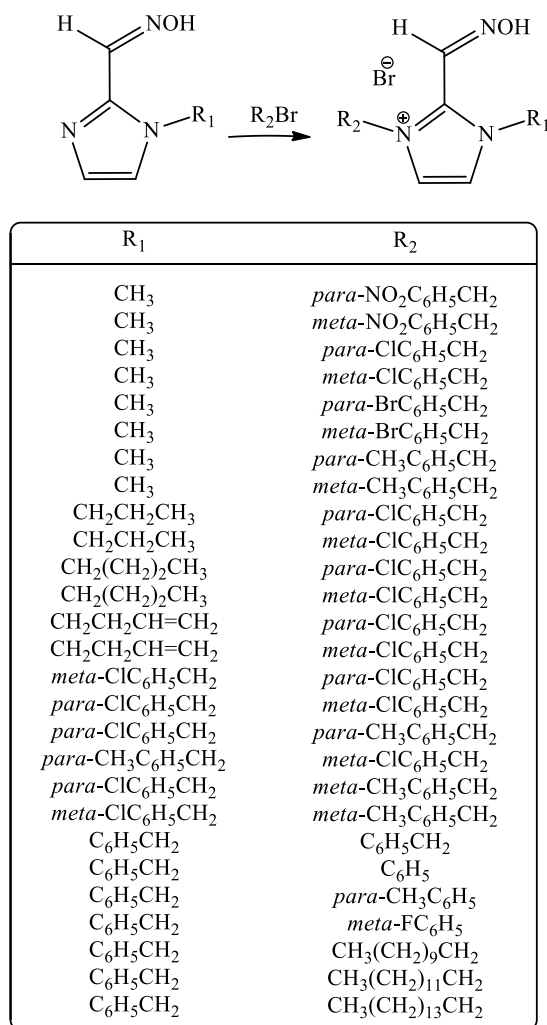 H NOH H NOH
Br⊖
N N R₁ R₂Br R₂ N⊕ N R₁
R₁ R₂
CH₃ para-NO₂C₆H₅CH₂
CH₃ meta-NO₂C₆H₅CH₂
CH₃ para-ClC₆H₅CH₂
CH₃ meta-ClC₆H₅CH₂
CH₃ para-BrC₆H₅CH₂
CH₃ meta-BrC₆H₅CH₂
CH₃ para-CH₃C₆H₅CH₂
CH₃ meta-CH₃C₆H₅CH₂
CH₂CH₂CH₃ para-ClC₆H₅CH₂
CH₂CH₂CH₃ meta-ClC₆H₅CH₂
CH₂(CH₂)₂CH₃ para-ClC₆H₅CH₂
CH₂(CH₂)₂CH₃ meta-ClC₆H₅CH₂
CH₂CH₂CH=CH₂ para-ClC₆H₅CH₂
CH₂CH₂CH=CH₂ meta-ClC₆H₅CH₂
meta-ClC₆H₅CH₂ para-ClC₆H₅CH₂
para-ClC₆H₅CH₂ meta-ClC₆H₅CH₂
para-ClC₆H₅CH₂ para-CH₃C₆H₅CH₂
para-CH₃C₆H₅CH₂ meta-ClC₆H₅CH₂
para-ClC₆H₅CH₂ meta-CH₃C₆H₅CH₂
meta-ClC₆H₅CH₂ meta-CH₃C₆H₅CH₂
C₆H₅CH₂ C₆H₅CH₂
C₆H₅CH₂ C₆H₅
C₆H₅CH₂ para-CH₃C₆H₅
C₆H₅CH₂ meta-FC₆H₅
C₆H₅CH₂ CH₃(CH₂)₉CH₂
C₆H₅CH₂ CH₃(CH₂)₁₁CH₂
C₆H₅CH₂ CH₃(CH₂)₁₃CH₂